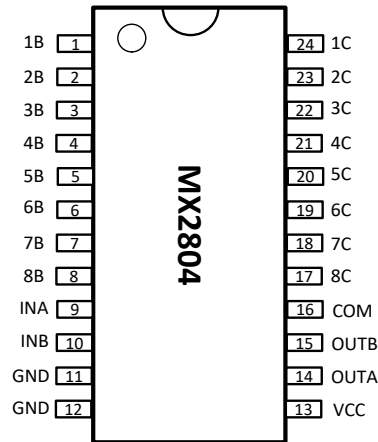 1B 1 24 1C
2B 2 23 2C
3B 3 22 3C
4B 4 21 4C
5B 5 20 5C
6B 6 19 6C
7B 7 18 7C
8B 8 17 8C
INA 9 16 COM
INB 10 15 OUTB
GND 11 14 OUTA
GND 12 13 VCC
MX2804